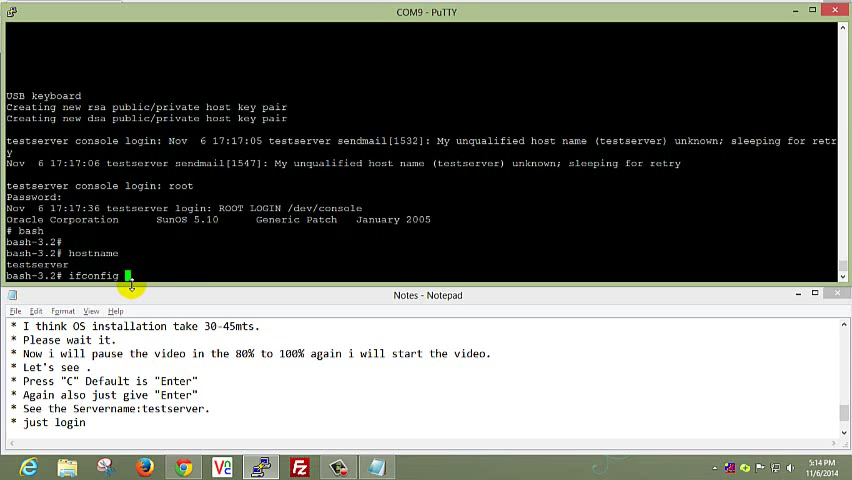 COM9 - PuTTY
USB keyboard
Creating new rsa public/private host key pair
Creating new dsa public/private host key pair
testserver console login: Nov  6 17:17:05 testserver sendmail[1532]: My unqualified host name (testserver) unknown; sleeping for retr
y
Nov  6 17:17:06 testserver sendmail[1547]: My unqualified host name (testserver) unknown; sleeping for retry
testserver console login: root
Password:
Nov  6 17:17:36 testserver login: ROOT LOGIN /dev/console
Oracle Corporation      SunOS 5.10      Generic Patch   January 2005
# bash
bash-3.2#
bash-3.2# hostname
testserver
bash-3.2# ifconfig
Notes - Notepad
File Edit Format View Help
* I think OS installation take 30-45mts.
* Please wait it.
* Now i will pause the video in the 80% to 100% again i will start the video.
* Let's see .
* Press "C" Default is "Enter"
* Again also just give "Enter"
* See the Servername:testserver.
* just login
5:14 PM
11/6/2014